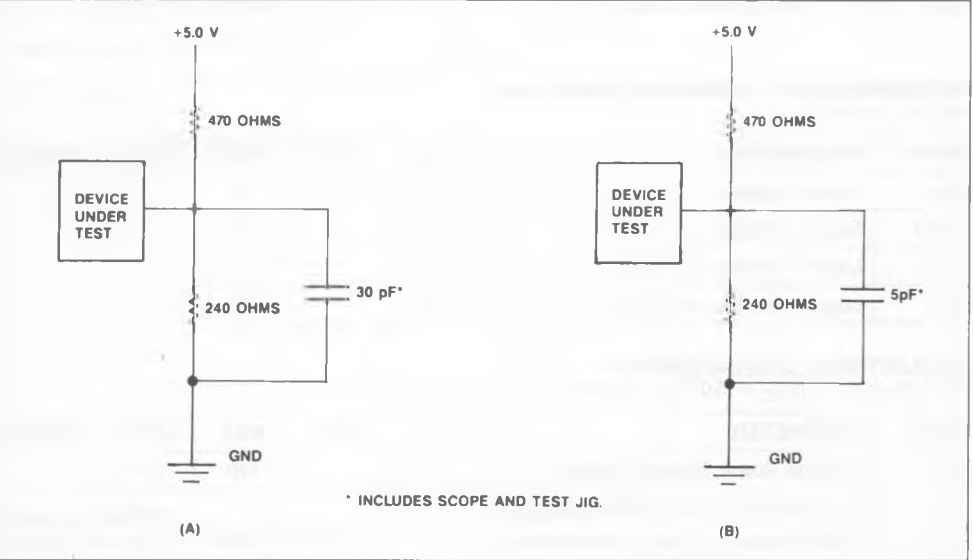 +5.0 V
470 OHMS
DEVICE
UNDER
TEST
30 pF*
240 OHMS
GND
(A)
+5.0 V
470 OHMS
DEVICE
UNDER
TEST
5pF*
240 OHMS
GND
(B)
* INCLUDES SCOPE AND TEST JIG.